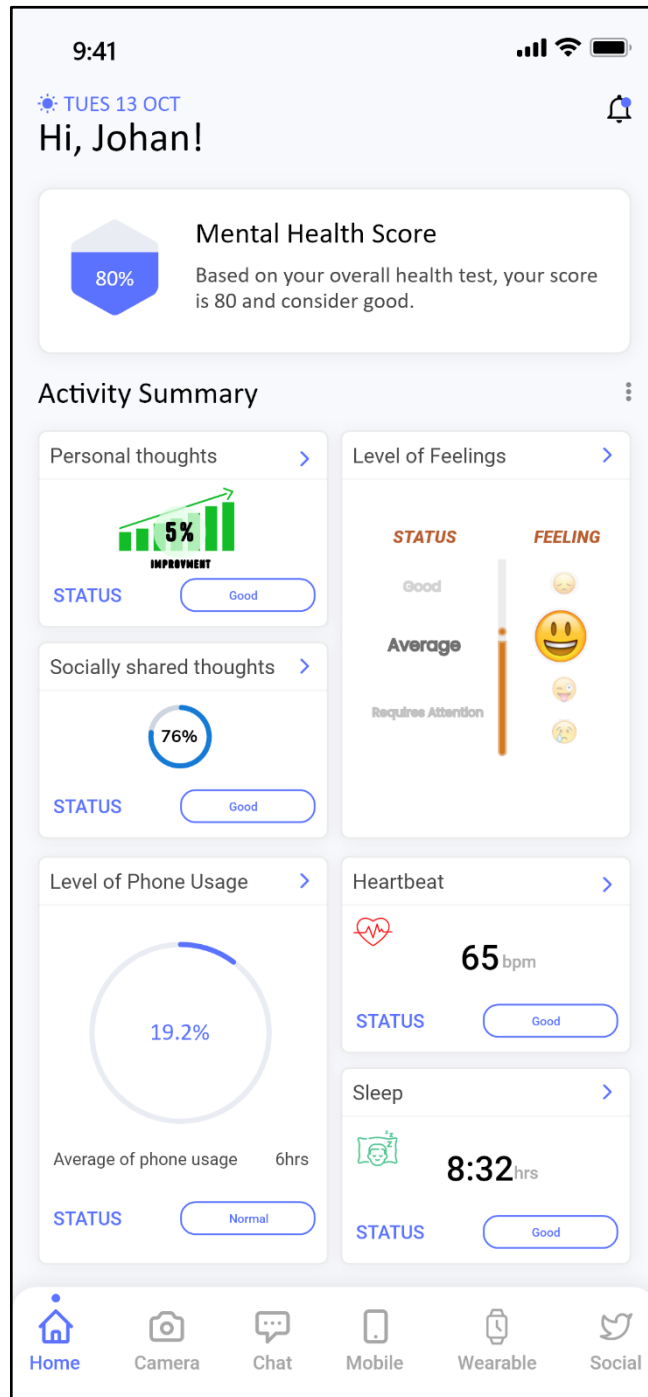 9:41
TUES 13 OCT
Hi, Johan!
Mental Health Score
80%
Based on your overall health test, your score
is 80 and consider good.
Activity Summary
Personal thoughts
5%
IMPROVMENT
STATUS
Good
Level of Feelings
STATUS
FEELING
Good
Average
Requires Attention
Socially shared thoughts
76%
STATUS
Good
Level of Phone Usage
19.2%
Average of phone usage 6hrs
STATUS
Normal
Heartbeat
65 bpm
STATUS
Good
Sleep
8:32hrs
STATUS
Good
Home
Camera
Chat
Mobile
Wearable
Social